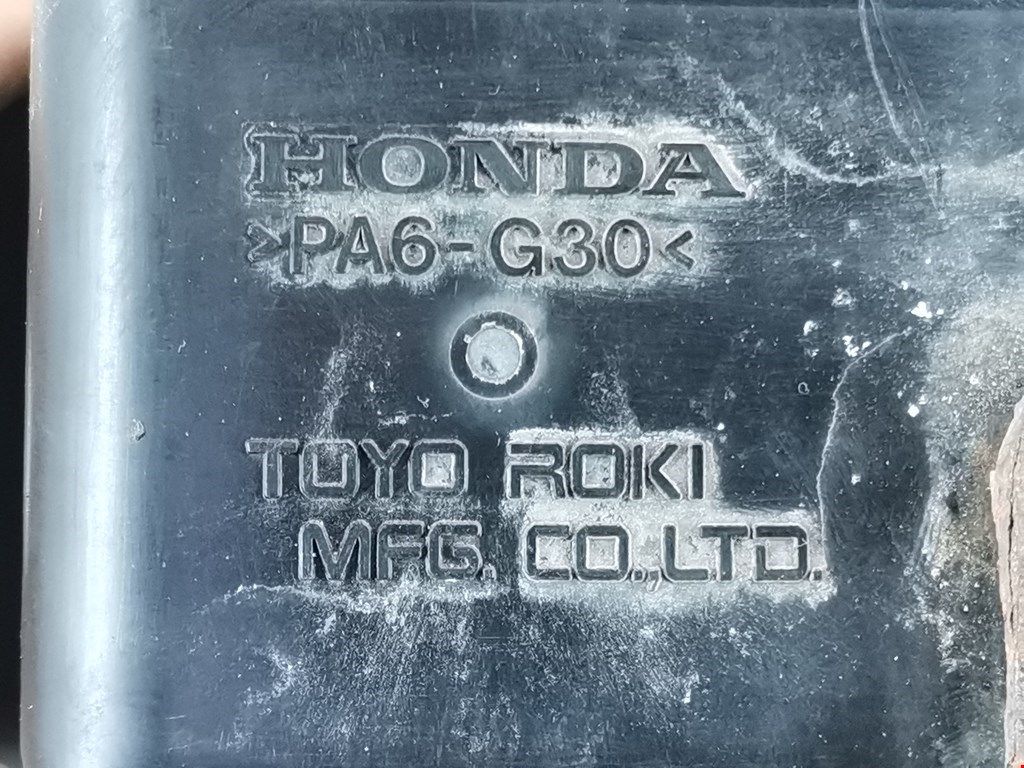 HONDA
>PA6-G30<
TOYO ROKI
MFG. CO.,LTD.